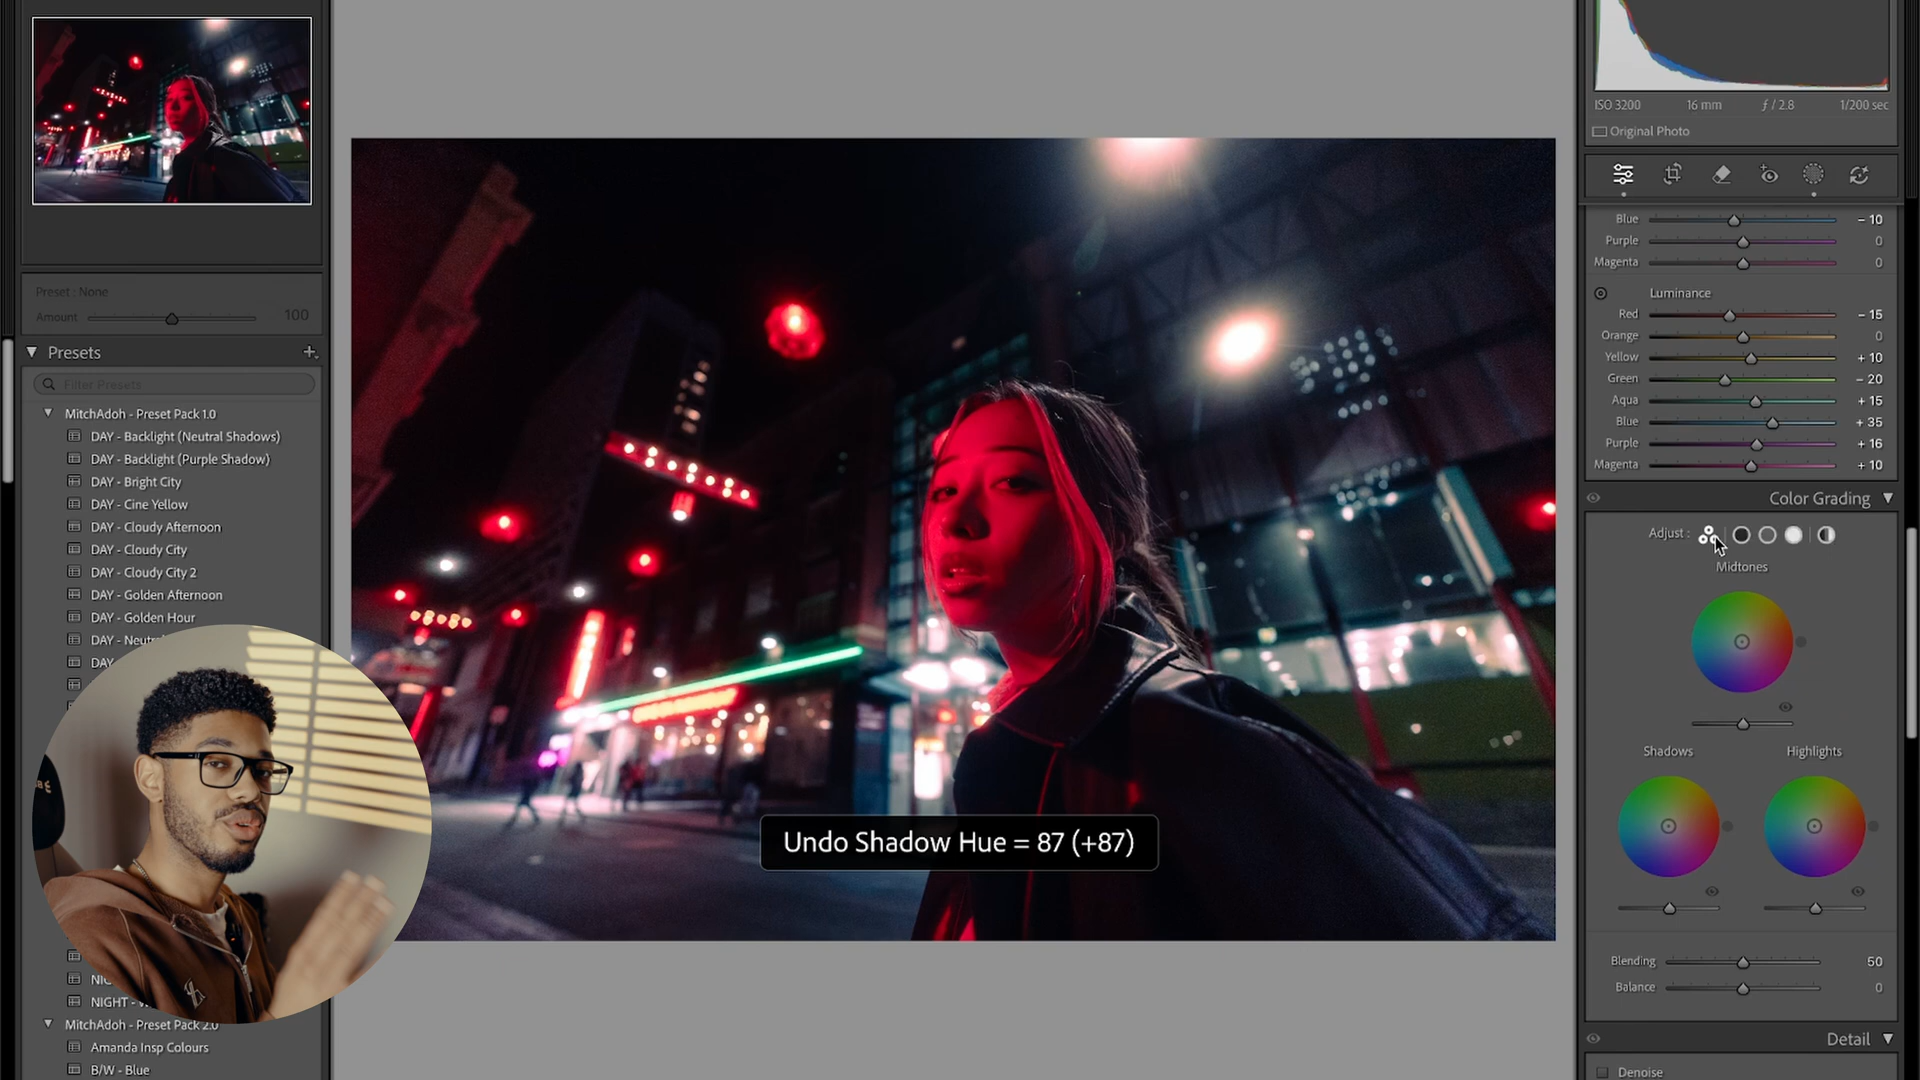 Preset : None
Amount 100
Presets
Filter Presets
MitchAdoh - Preset Pack 1.0
DAY - Backlight (Neutral Shadows)
DAY - Backlight (Purple Shadow)
DAY - Bright City
DAY - Cine Yellow
DAY - Cloudy Afternoon
DAY - Cloudy City
DAY - Cloudy City 2
DAY - Golden Afternoon
DAY - Golden Hour
DAY - Neutr
DAY
NIG
NIGHT -
MitchAdoh - Preset Pack 2.0
Amanda Insp Colours
B/W - Blue
Undo Shadow Hue = 87 (+87)
ISO 3200 16 mm ƒ / 2.8 1/200 sec
Original Photo
Blue - 10
Purple 0
Magenta 0
Luminance
Red - 15
Orange 0
Yellow + 10
Green - 20
Aqua + 15
Blue + 35
Purple + 16
Magenta + 10
Color Grading
Adjust :
Midtones
Shadows Highlights
Blending 50
Balance 0
Detail
Denoise